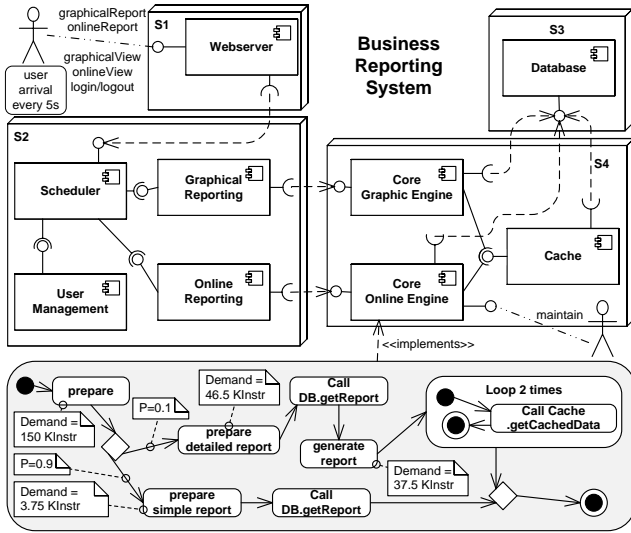 graphicalReport
onlineReport
graphicalView
onlineView
login/logout
user
arrival
every 5s
S1
Webserver
Business
Reporting
System
S3
Database
S2
Scheduler
Graphical
Reporting
User
Management
Online
Reporting
Core
Graphic Engine
Core
Online Engine
S4
Cache
maintain
<<implements>>
prepare
Demand =
150 KInstr
P=0.1
Demand =
46.5 KInstr
prepare
detailed report
Call
DB.getReport
generate
report
Demand =
37.5 KInstr
Loop 2 times
Call Cache
.getCachedData
P=0.9
Demand =
3.75 KInstr
prepare
simple report
Call
DB.getReport